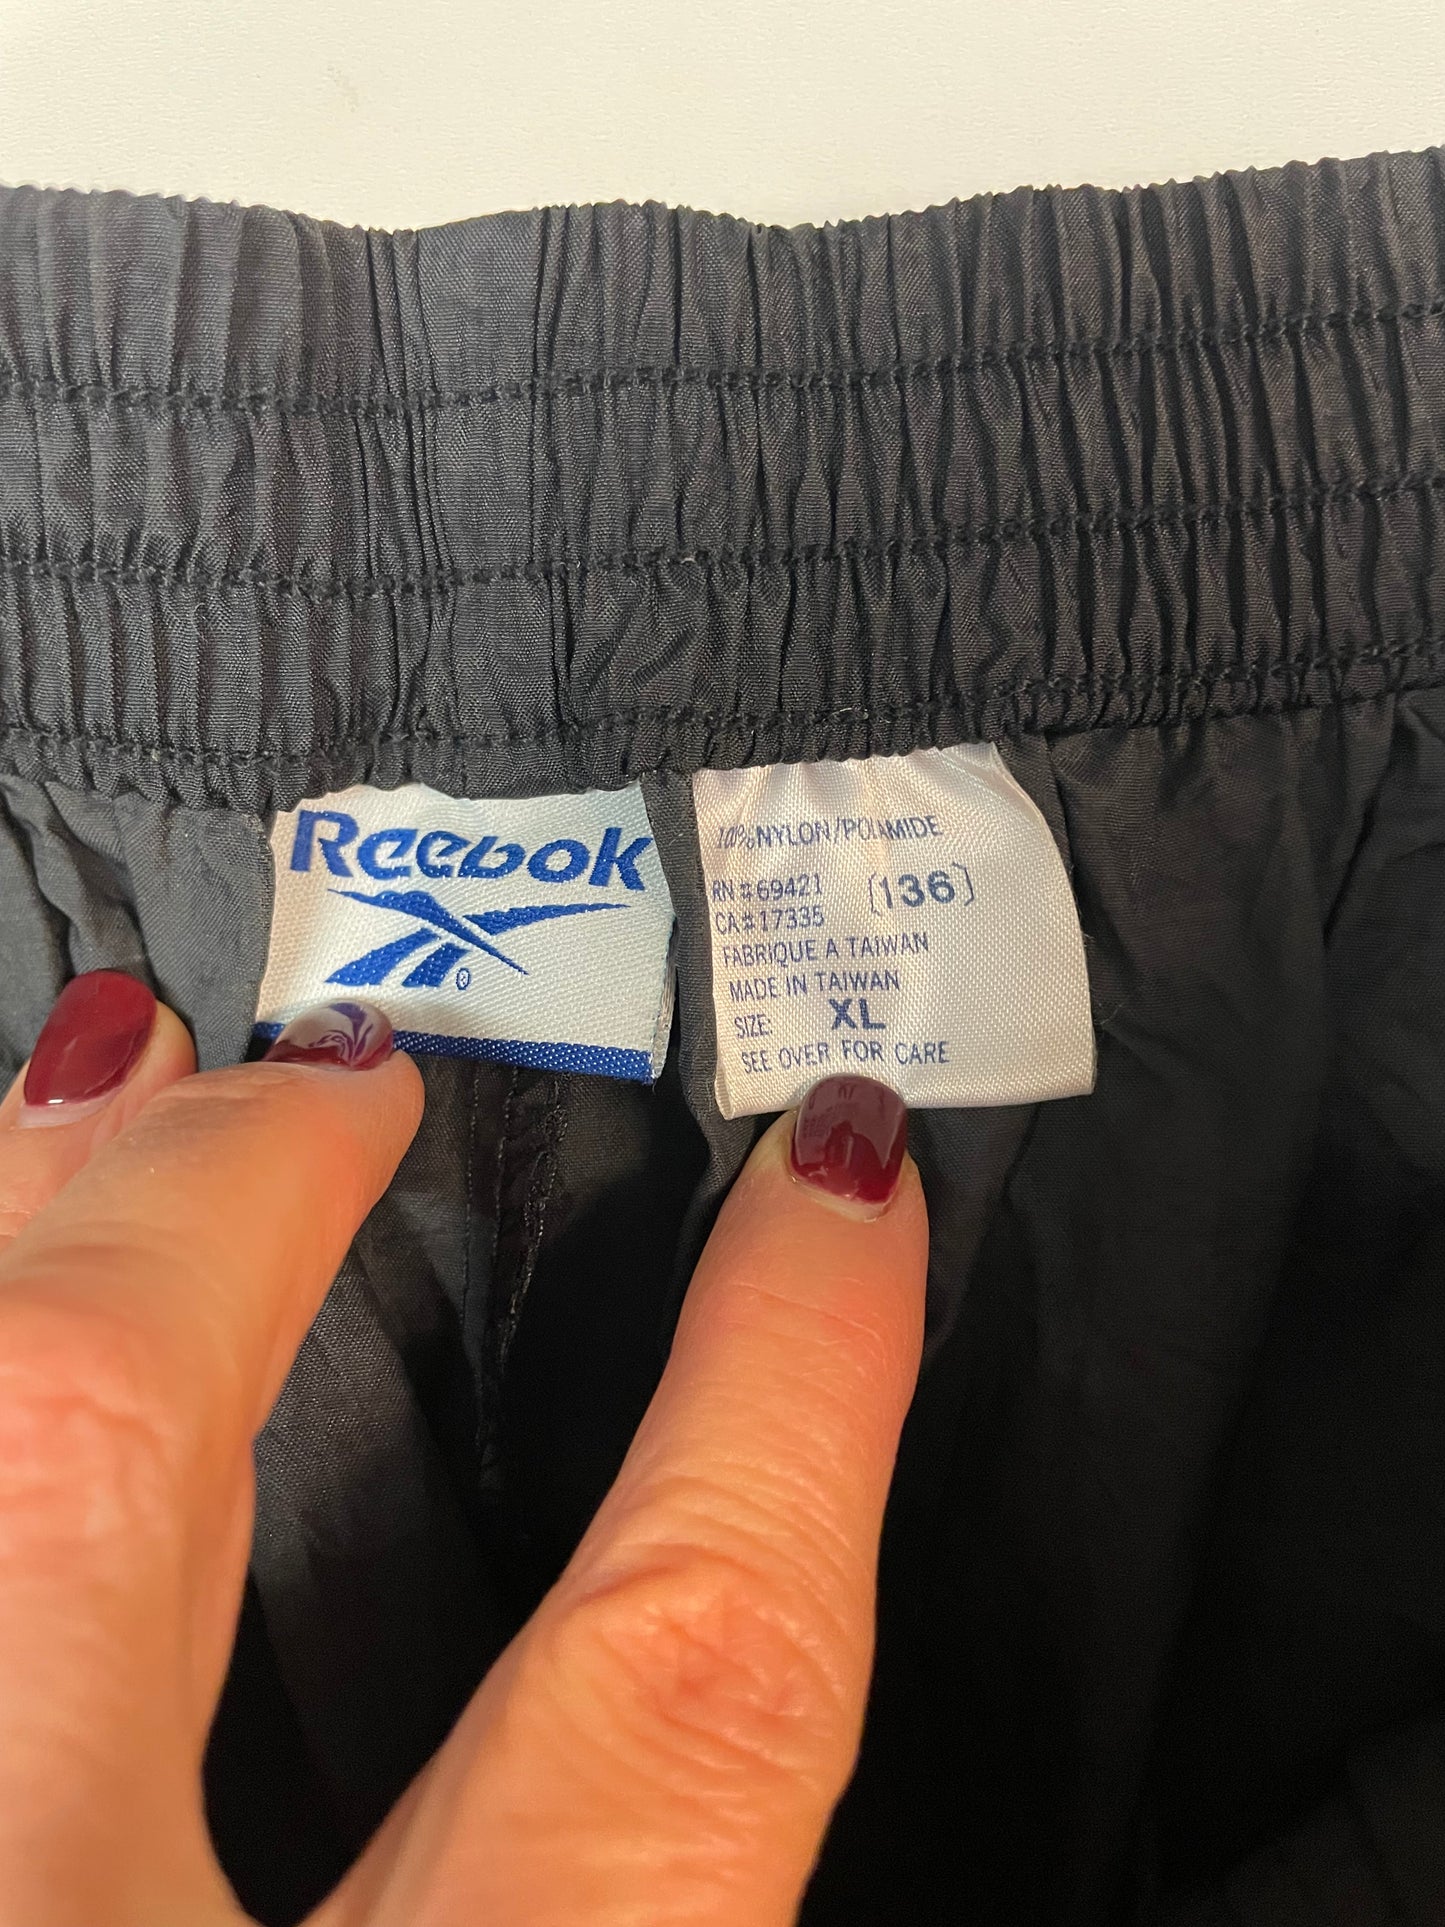 Reebok
®
100% NYLON/POLAMIDE
RN # 69421 [136]
CA # 17335
FABRIQUE A TAIWAN
MADE IN TAIWAN
SIZE: XL
SEE OVER FOR CARE